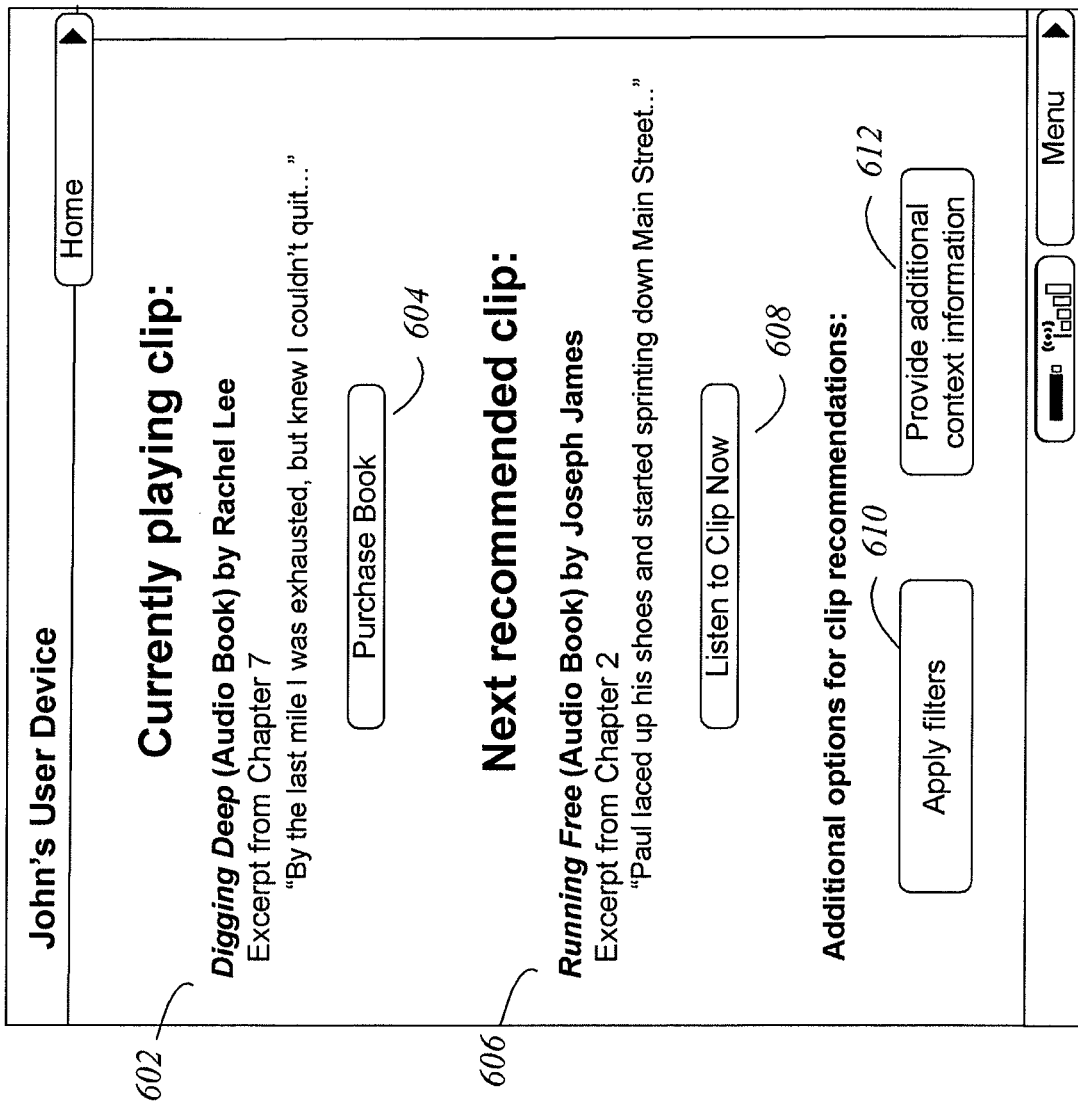 John's User Device
Home
Currently playing clip:
602
Digging Deep (Audio Book) by Rachel Lee
Excerpt from Chapter 7
“By the last mile I was exhausted, but knew I couldn't quit...”
Purchase Book
604
Next recommended clip:
606
Running Free (Audio Book) by Joseph James
Excerpt from Chapter 2
“Paul laced up his shoes and started sprinting down Main Street...”
Listen to Clip Now
608
Additional options for clip recommendations:
610
612
Apply filters
Provide additional
context information
Menu